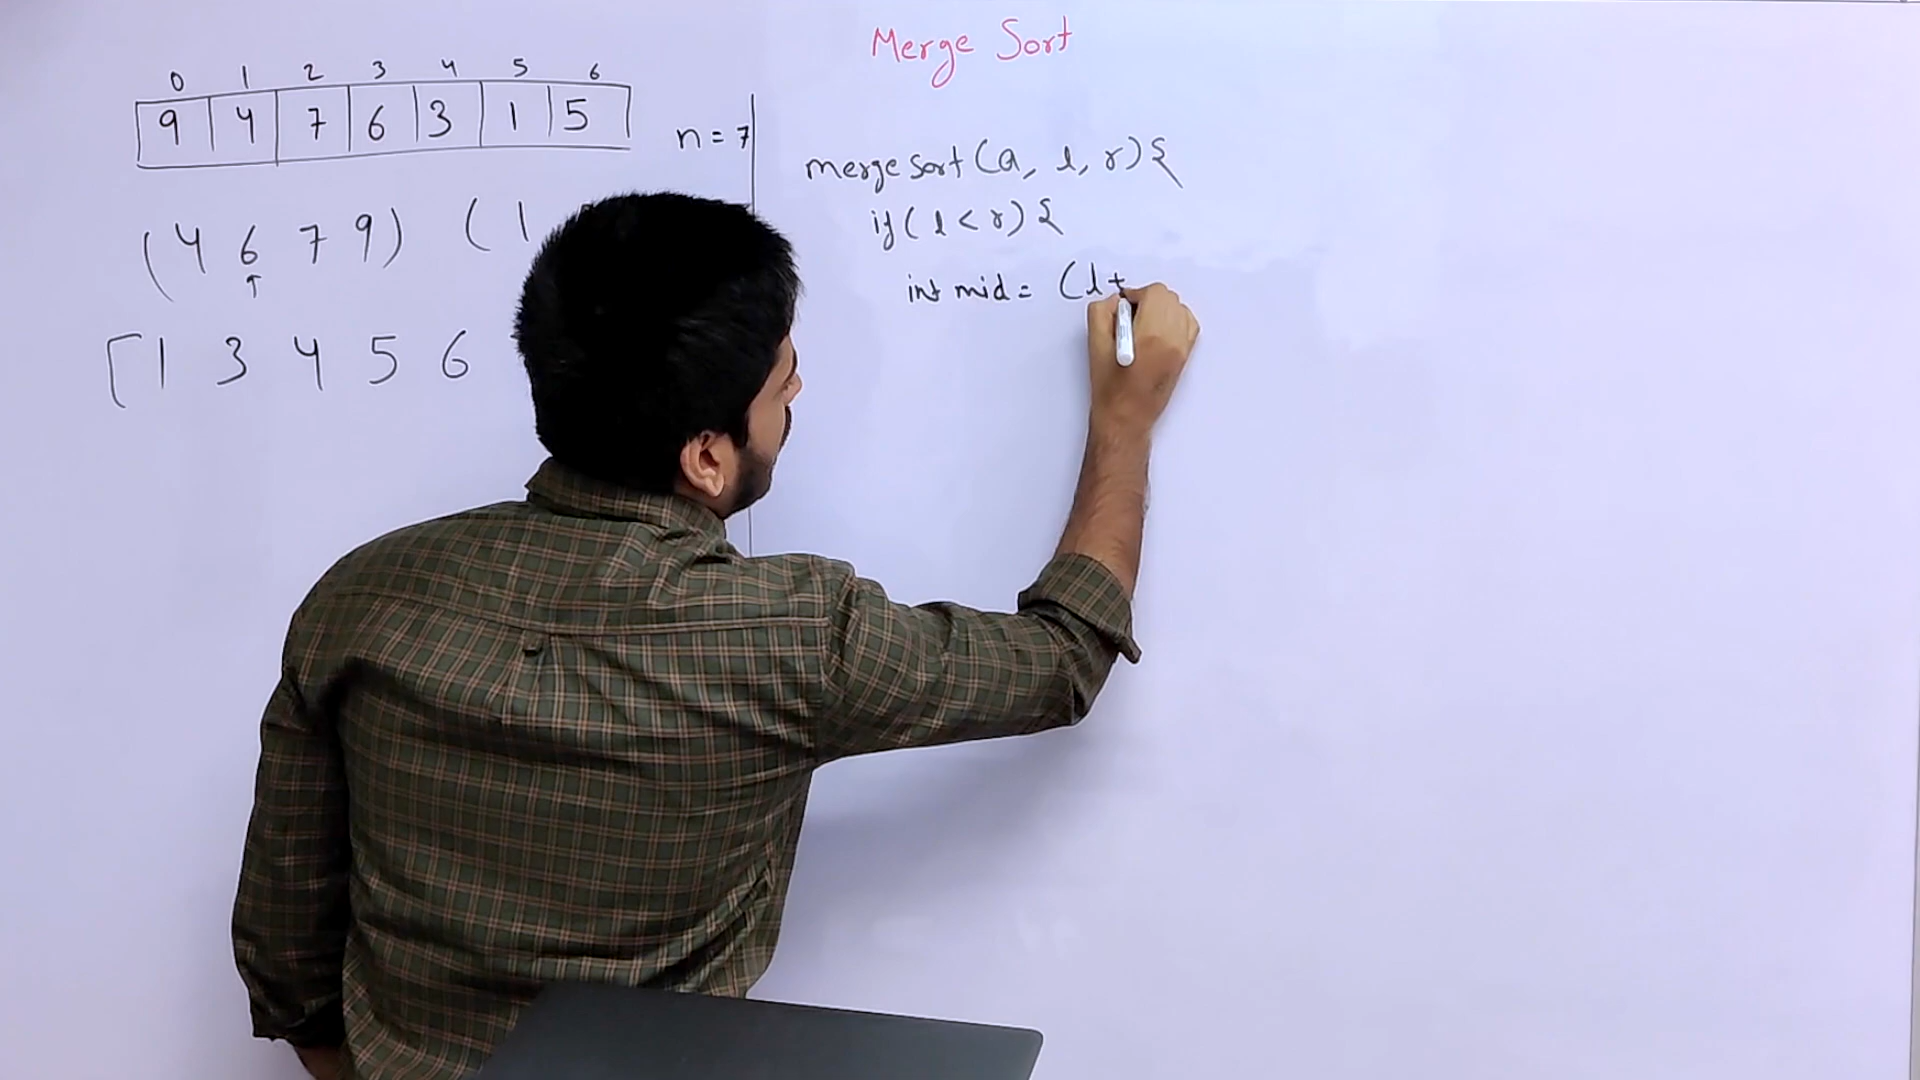 Merge Sort
0 1 2 3 4 5 6
9 4 7 6 3 1 5
n = 7
(4 6 7 9) (1
[1 3 4 5 6
mergesort(a, l, r){
if(l < r){
int mid = (l+